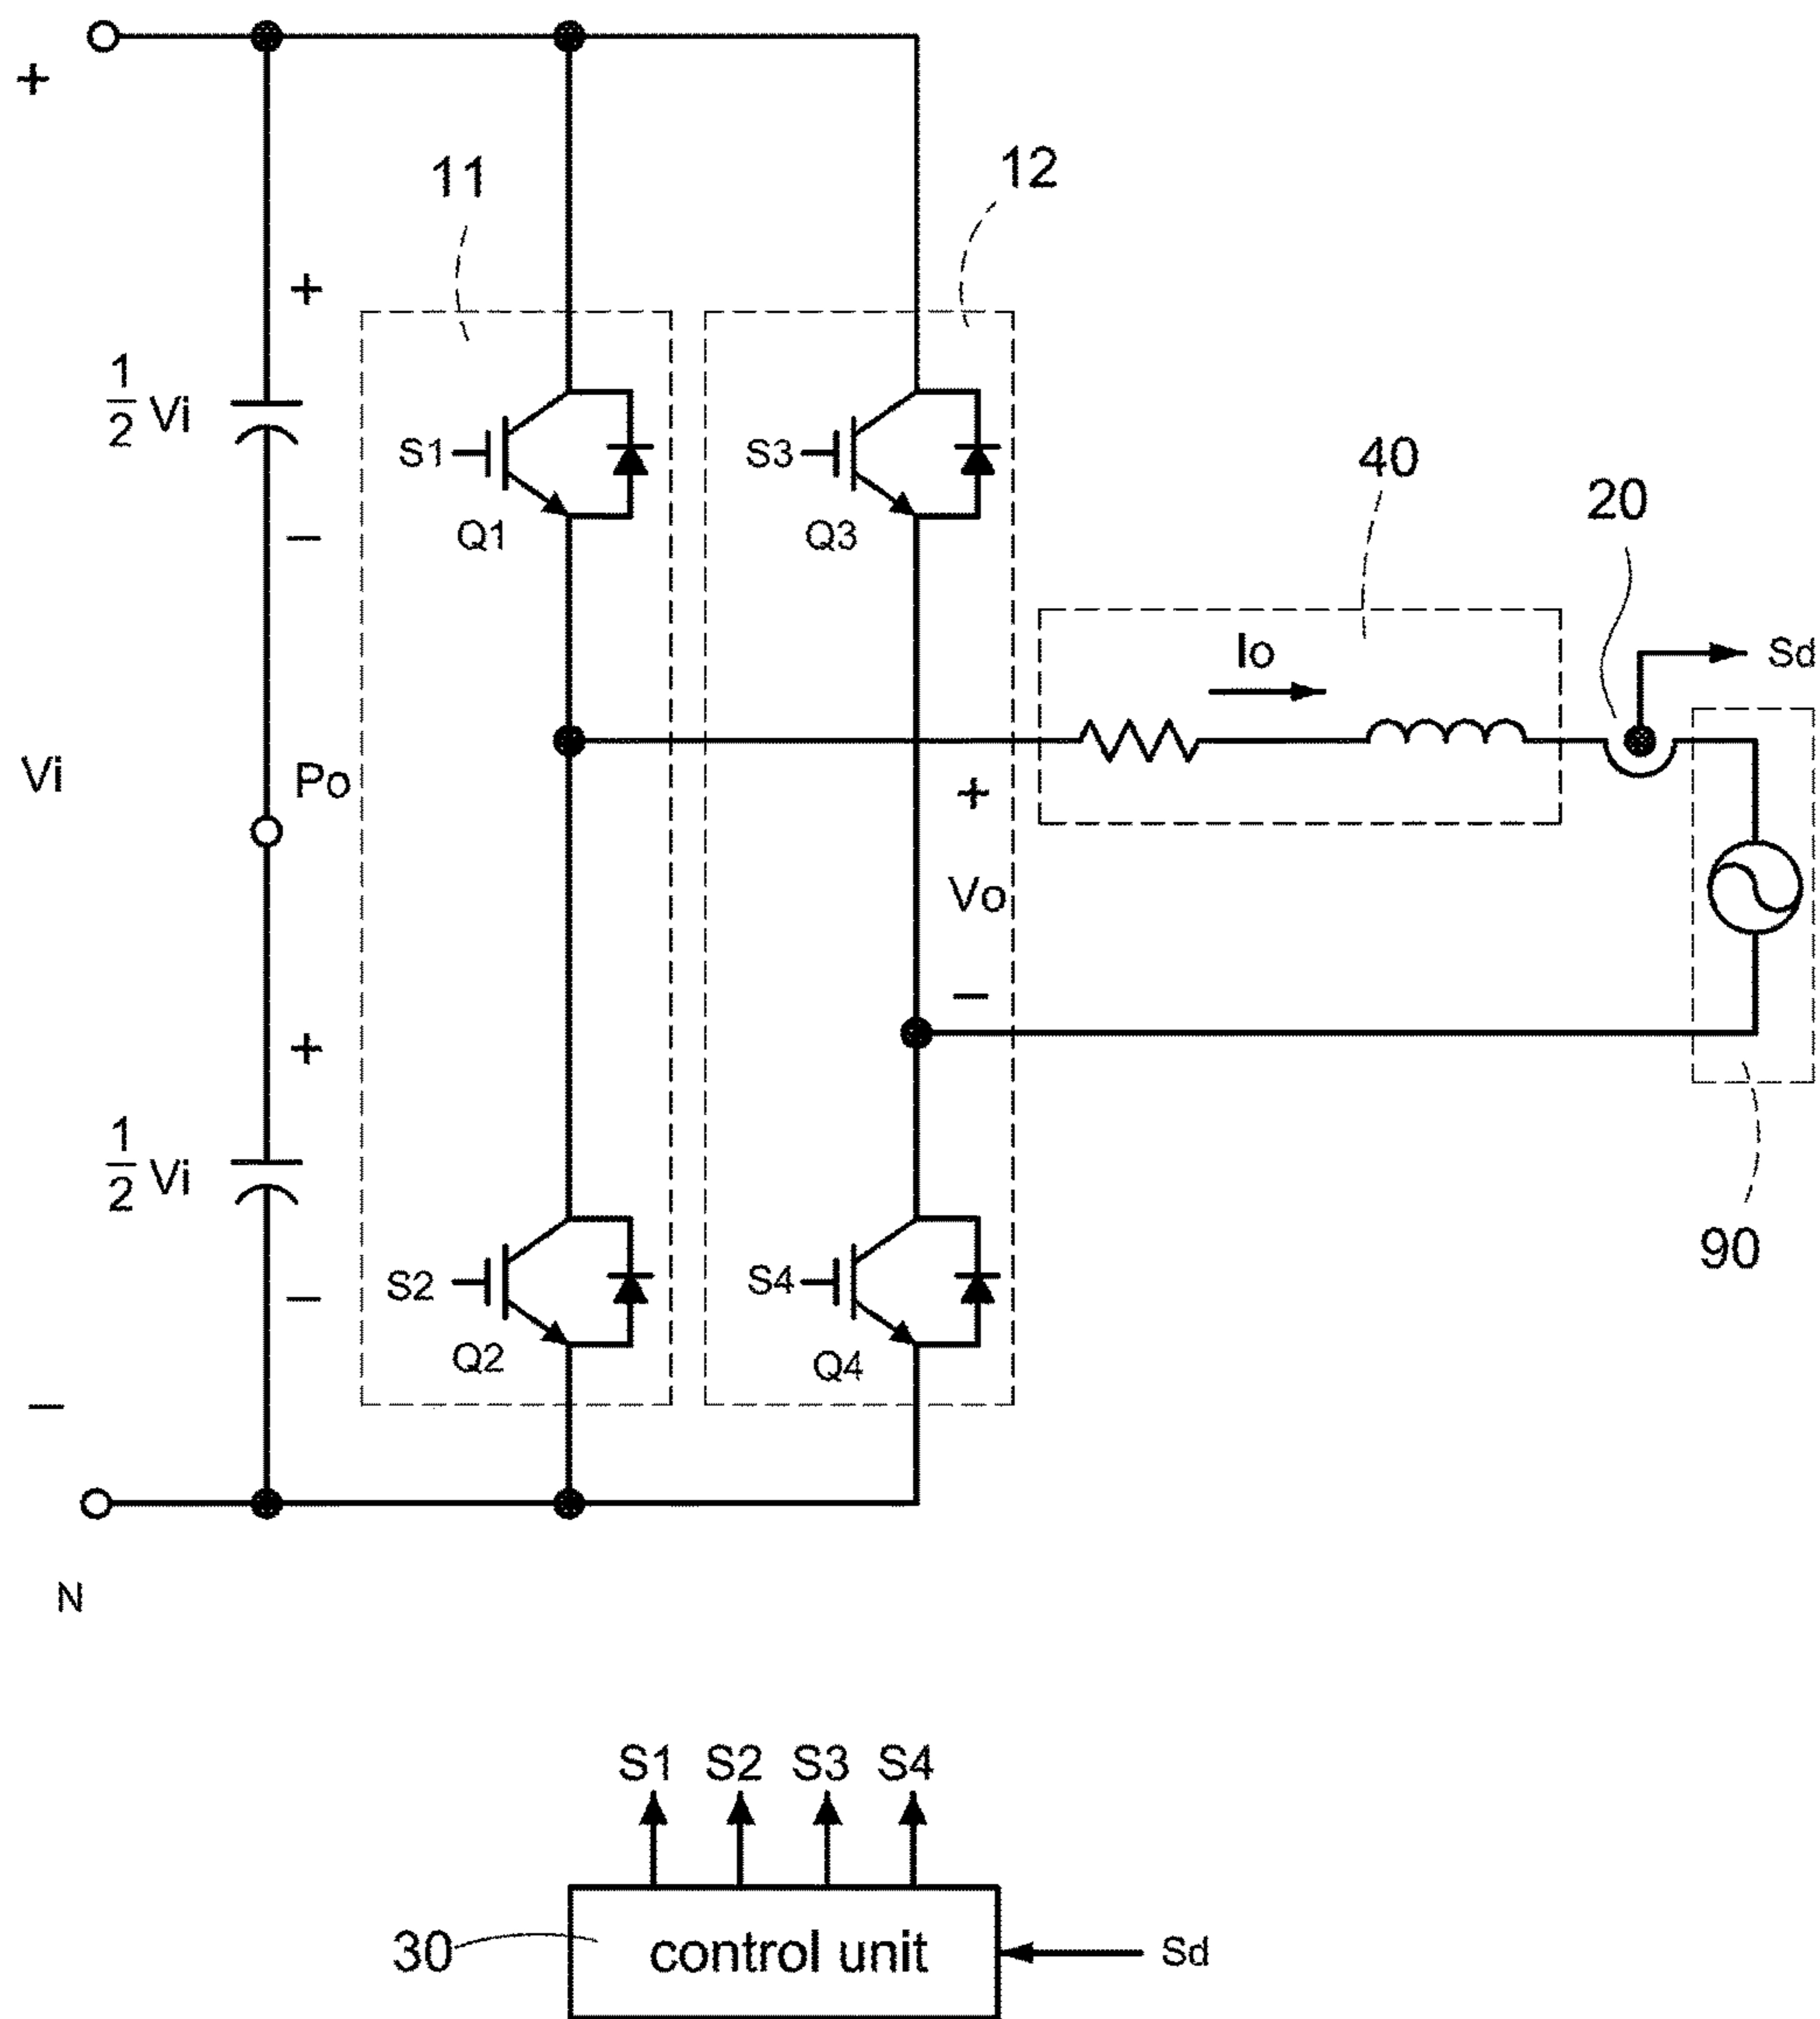 +
11
12
+
1/2 Vi
S1
S3
40
20
−
Q1
Q3
Io
Sd
Vi
Po
+
Vo
−
+
1/2 Vi
S2
S4
90
−
Q2
Q4
−
N
S1 S2 S3 S4
30
control unit
Sd